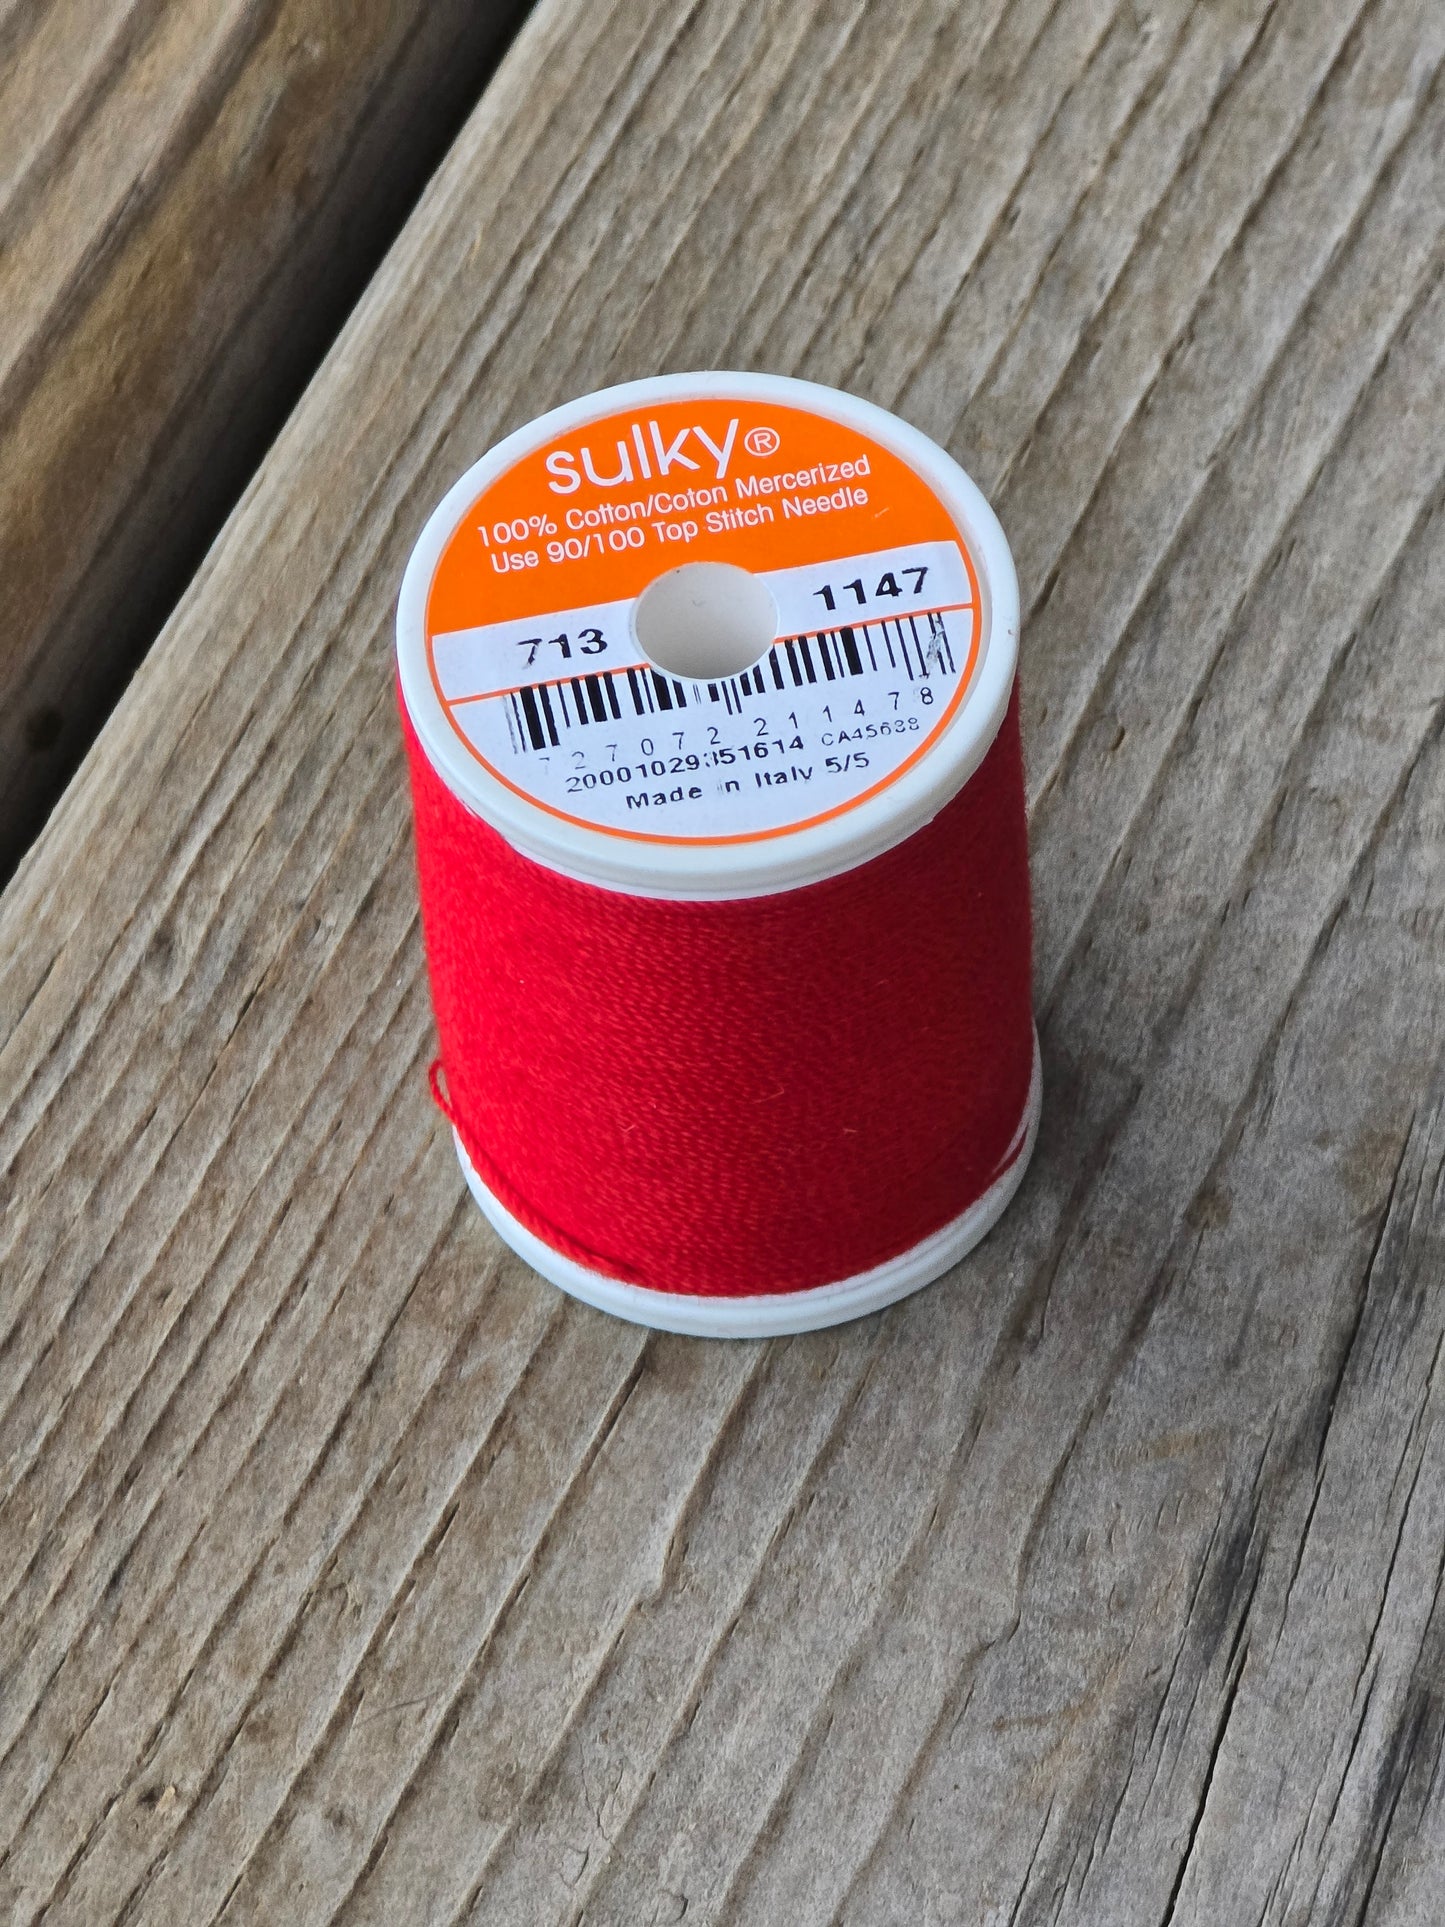 sulky®
100% Cotton/Coton Mercerized
Use 90/100 Top Stitch Needle
713 1147
7 27072 21147 8
20001029351614 CA45638
Made in Italy 5/5